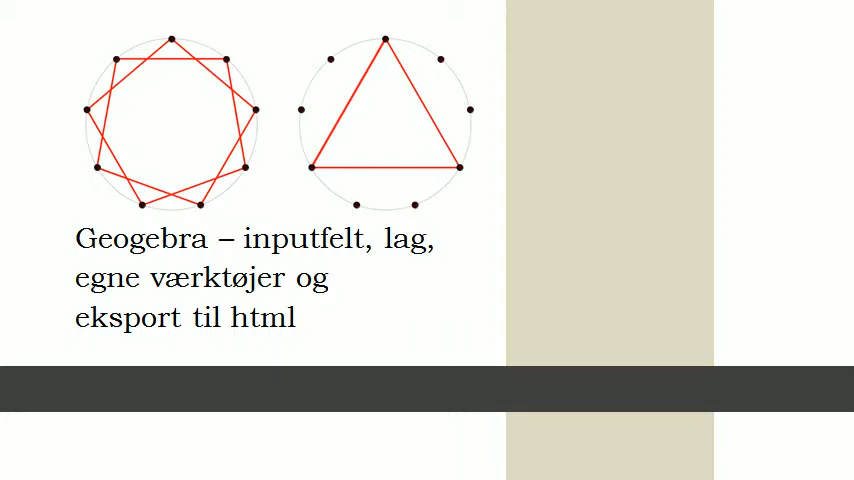 Geogebra – inputfelt, lag,
egne værktøjer og
eksport til html